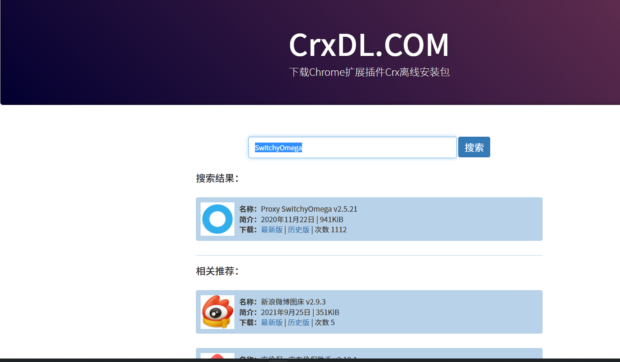 CrxDL.COM
下载Chrome扩展插件Crx离线安装包
SwitchyOmega
搜索
搜索结果：
名称：Proxy SwitchyOmega v2.5.21
简介：2020年11月22日 | 941KiB
下载：最新版 | 历史版 | 次数 1112
相关推荐：
名称：新浪微博图床 v2.9.3
简介：2021年9月25日 | 351KiB
下载：最新版 | 历史版 | 次数 5